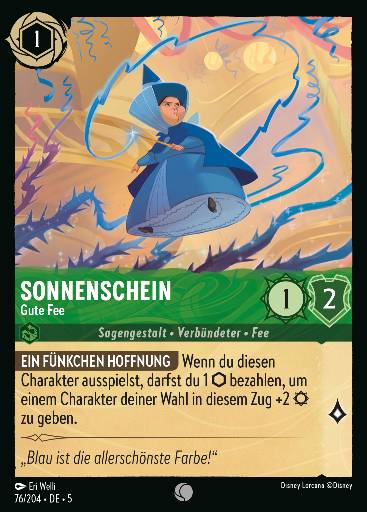 1
SONNENSCHEIN
Gute Fee
1
2
Sagengestalt • Verbündeter • Fee
EIN FÜNKCHEN HOFFNUNG Wenn du diesen
Charakter ausspielst, darfst du 1 bezahlen, um
einem Charakter deiner Wahl in diesem Zug +2
zu geben.
„Blau ist die allerschönste Farbe!“
Eri Welli
Disney Lorcana ©Disney
76/204 • DE • 5